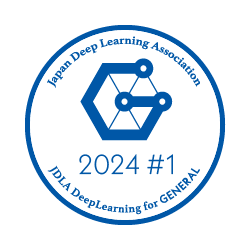 Japan Deep Learning Association
2024 #1
JDLA DeepLearning for GENERAL